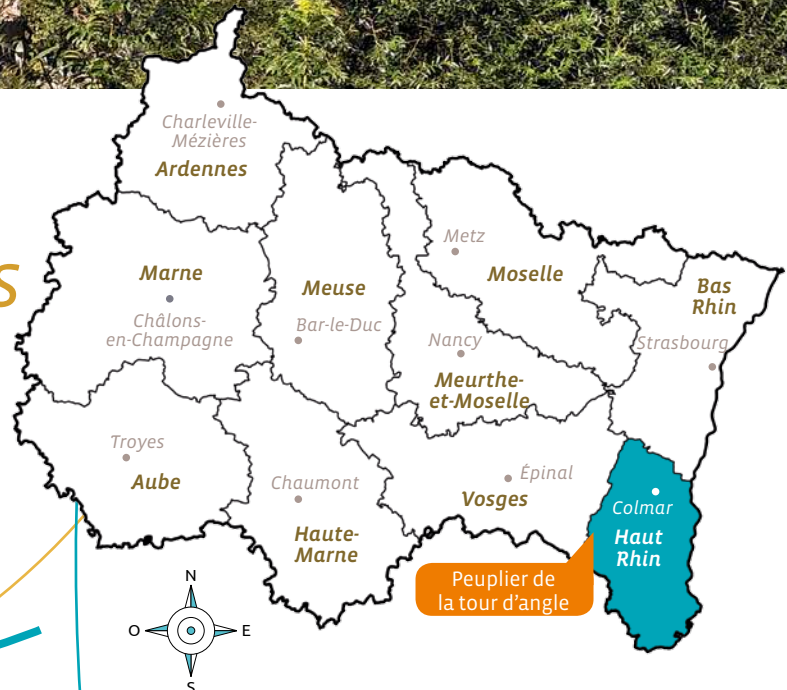 Charleville-
Mézières
Ardennes
S
Marne
Châlons-
en-Champagne
Meuse
Bar-le-Duc
Metz
Moselle
Bas
Rhin
Strasbourg
Nancy
Meurthe-
et-Moselle
Troyes
Aube
Chaumont
Haute-
Marne
Épinal
Vosges
Colmar
Haut
Rhin
Peuplier de
la tour d'angle
N
O E
S